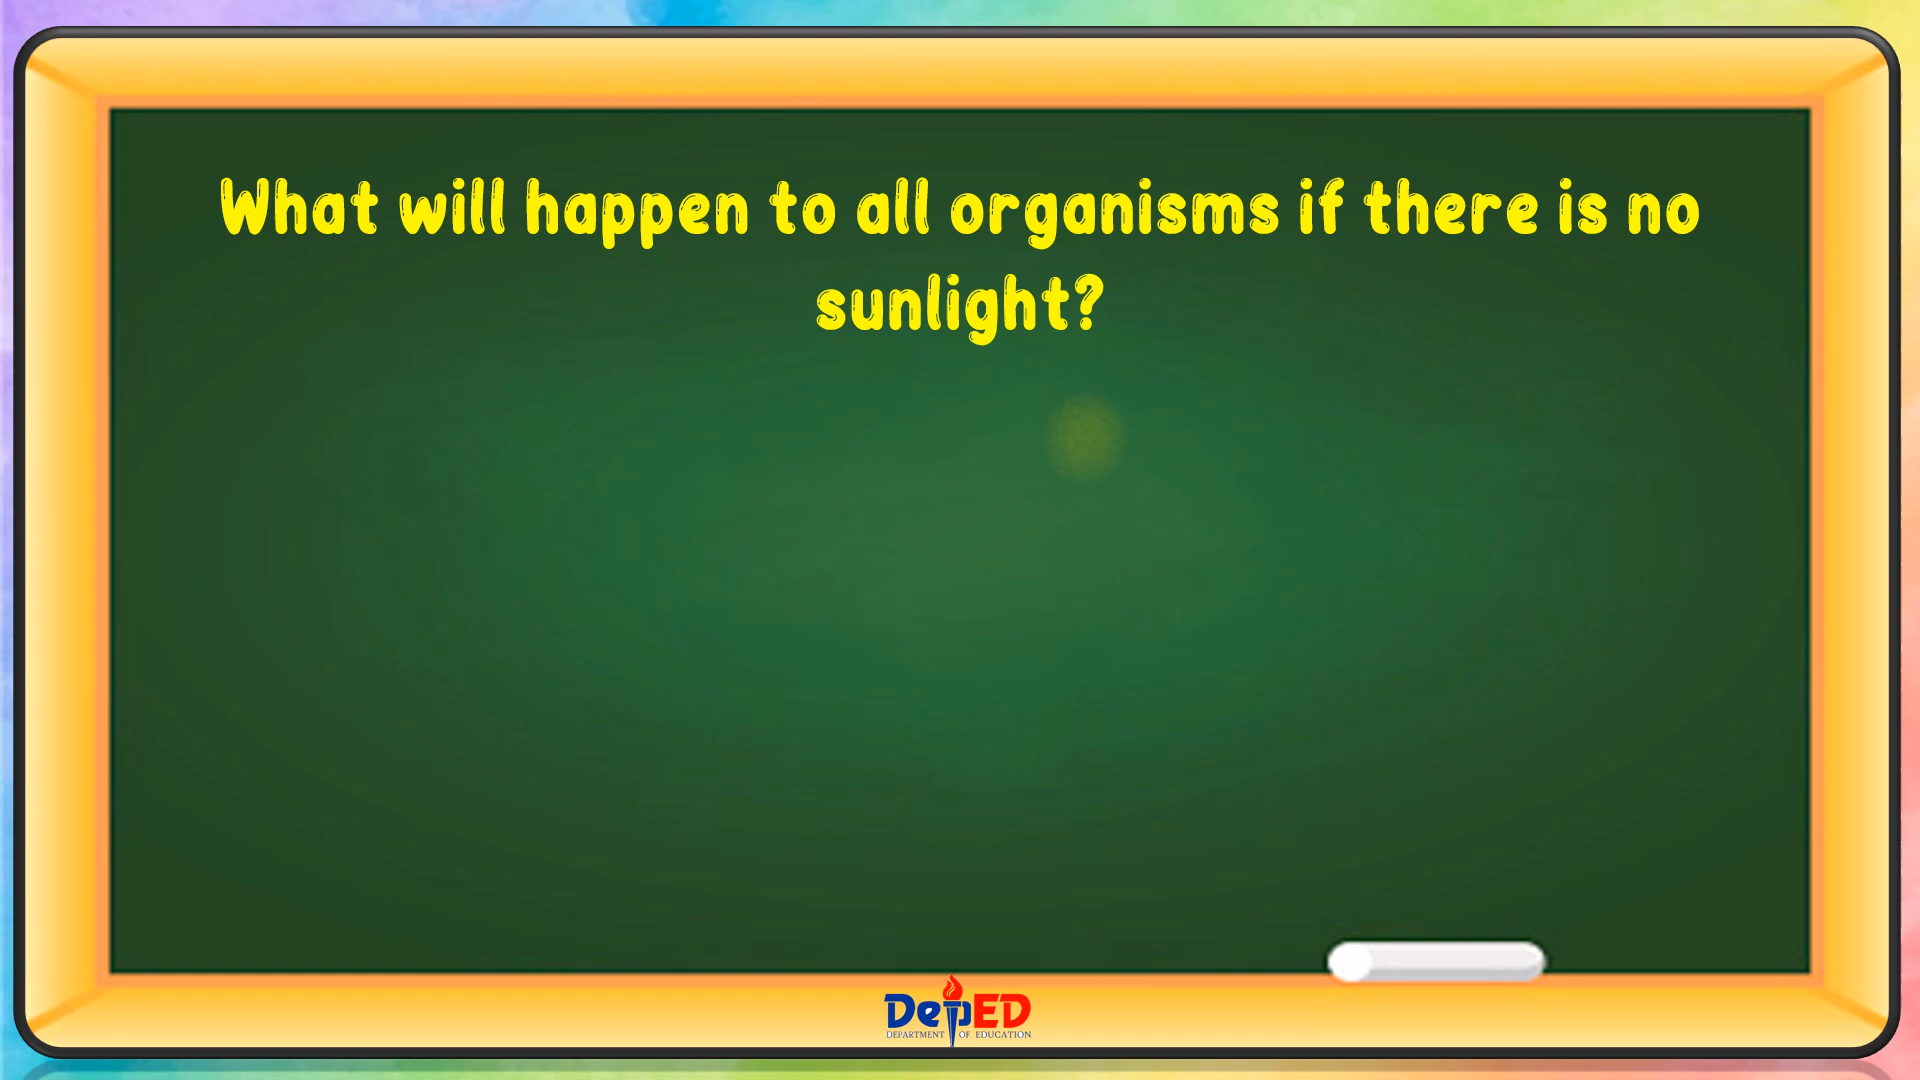 What will happen to all organisms if there is no
sunlight?
DepED
DEPARTMENT OF EDUCATION